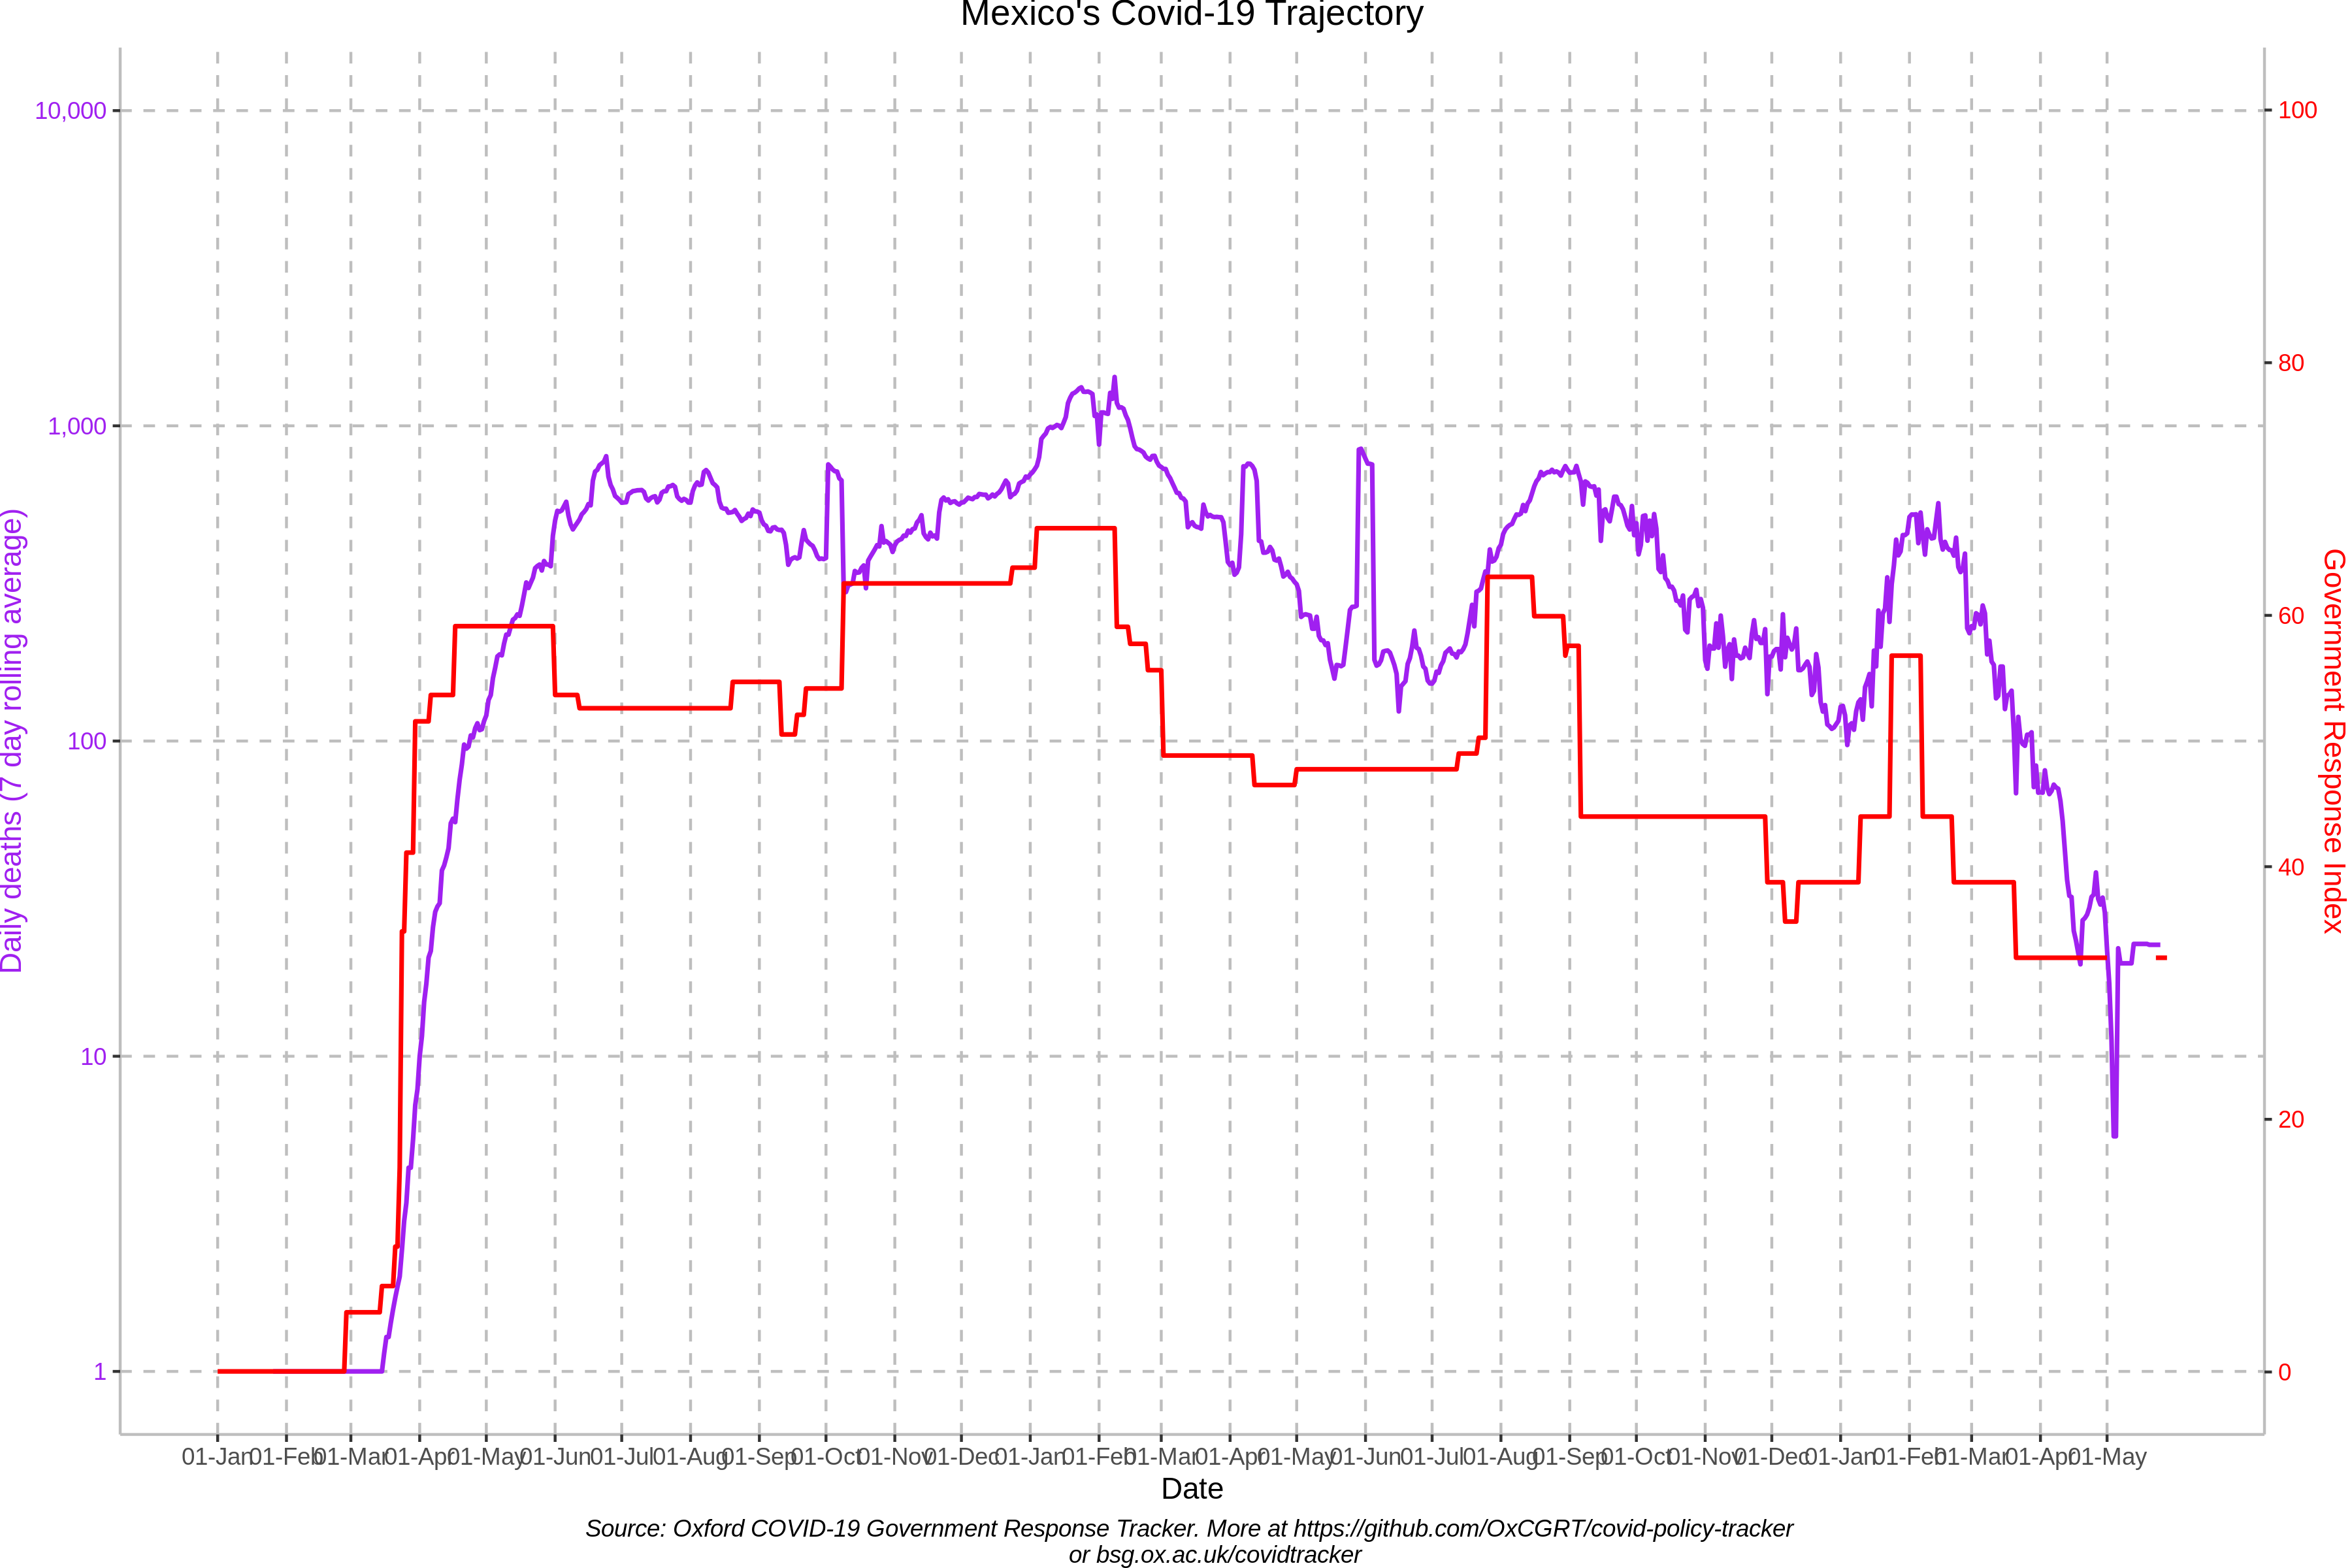 Mexico's Covid-19 Trajectory
10,000
1,000
100
10
1
Daily deaths (7 day rolling average)
100
80
60
40
20
0
Government Response Index
01-Jan 01-Feb 01-Mar 01-Apr 01-May 01-Jun 01-Jul 01-Aug 01-Sep 01-Oct 01-Nov 01-Dec 01-Jan 01-Feb 01-Mar 01-Apr 01-May 01-Jun 01-Jul 01-Aug 01-Sep 01-Oct 01-Nov 01-Dec 01-Jan 01-Feb 01-Mar 01-Apr 01-May
Date
Source: Oxford COVID-19 Government Response Tracker. More at https://github.com/OxCGRT/covid-policy-tracker
or bsg.ox.ac.uk/covidtracker